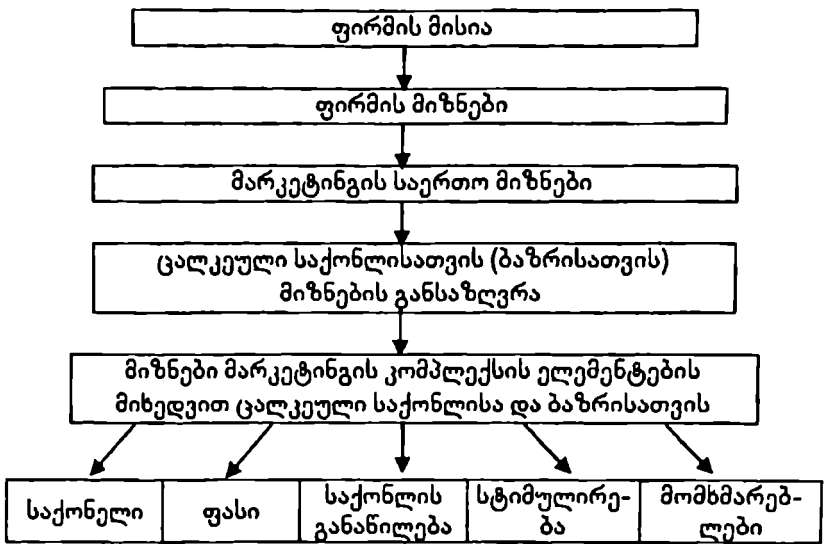 ფირმის მისია
ფირმის მიზნები
მარკეტინგის საერთო მიზნები
ცალკეული საქონლისათვის (ბაზრისათვის)
მიზნების განსაზღვრა
მიზნები მარკეტინგის კომპლექსის ელემენტების
მიხედვით ცალკეული საქონლისა და ბაზრისათვის
საქონელი
ფასი
საქონლის
განაწილება
სტიმულირე-
ბა
მომხმარებ-
ლები